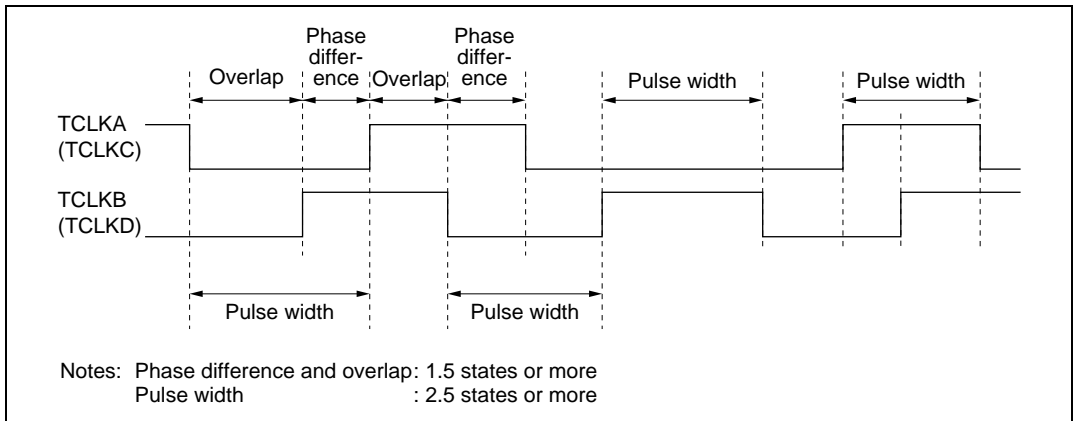 Phase
differ-
ence
Phase
differ-
ence
Overlap
Overlap
Pulse width
Pulse width
TCLKA
(TCLKC)
TCLKB
(TCLKD)
Pulse width
Pulse width
Notes: Phase difference and overlap: 1.5 states or more
Pulse width : 2.5 states or more